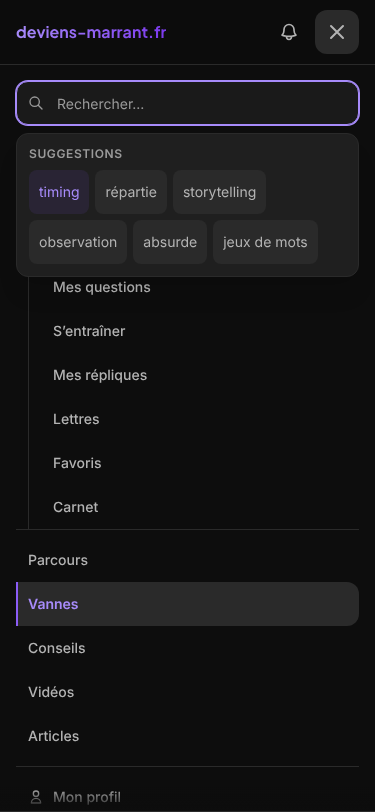 deviens-marrant.fr
Rechercher...
SUGGESTIONS
timing répartie storytelling
observation absurde jeux de mots
Mes questions
S'entraîner
Mes répliques
Lettres
Favoris
Carnet
Parcours
Vannes
Conseils
Vidéos
Articles
Mon profil